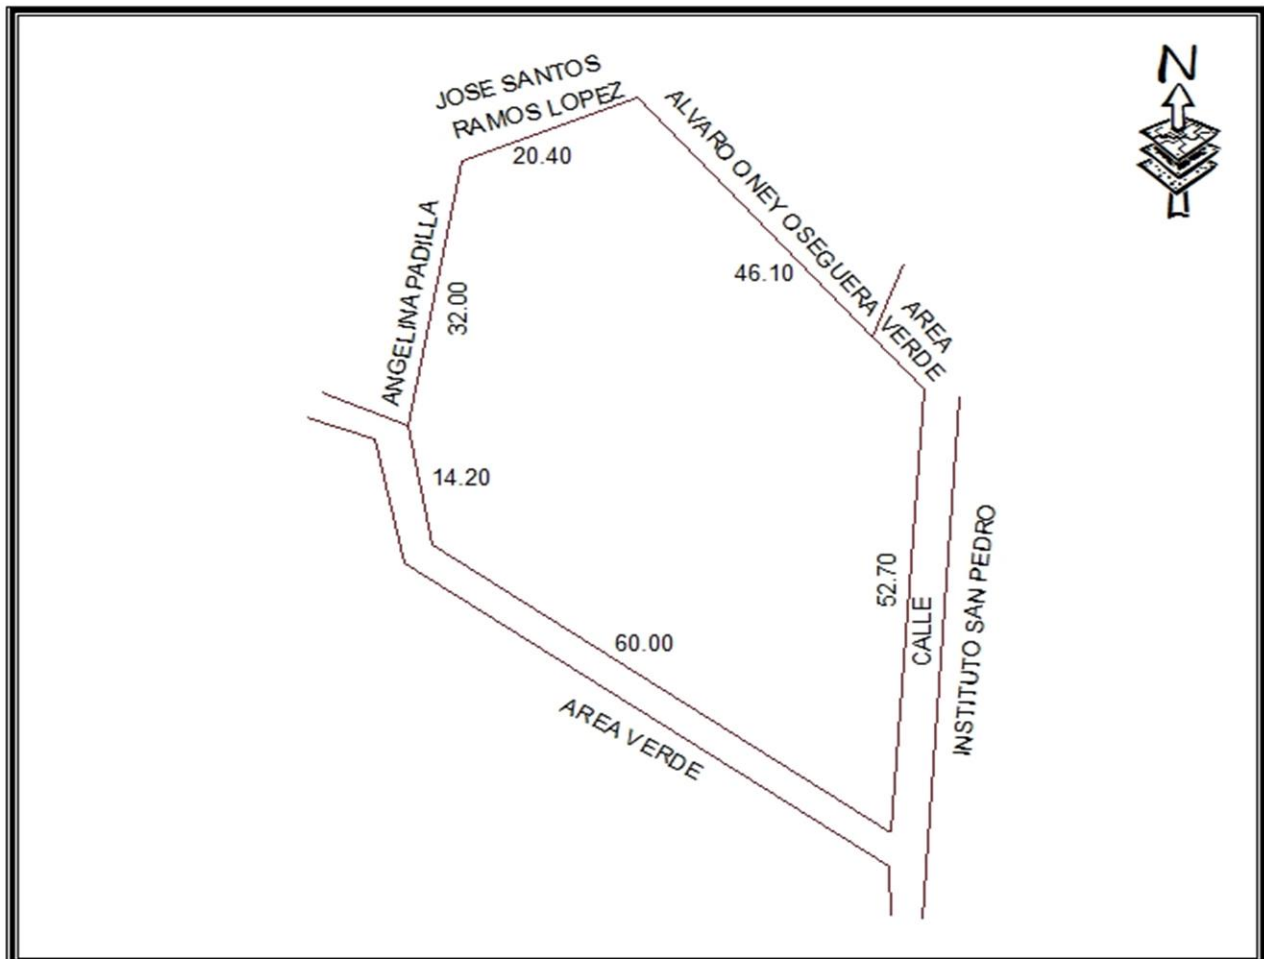 N
JOSE SANTOS
RAMOS LOPEZ
20.40
ALVARO ONEY OSEGUERA
46.10
AREA
VERDE
ANGELINA PADILLA
32.00
14.20
60.00
AREA VERDE
52.70
CALLE
INSTITUTO SAN PEDRO